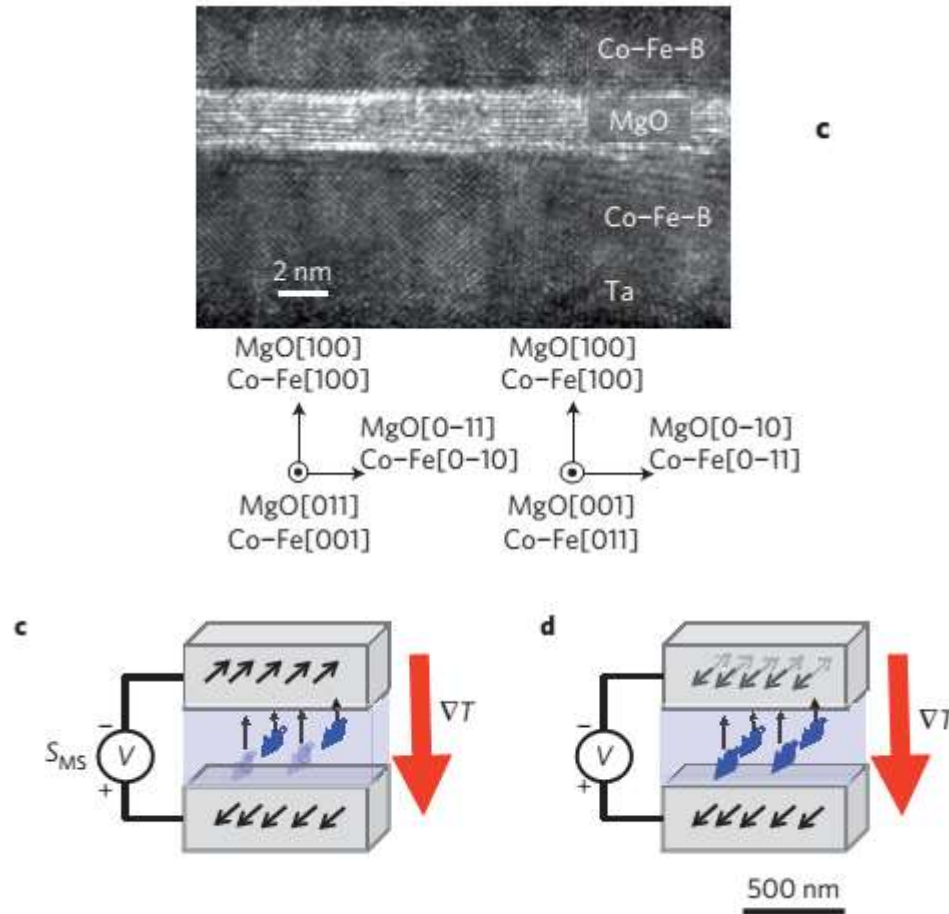 Co–Fe–B
MgO
c
Co–Fe–B
2 nm
Ta
MgO[100]
Co–Fe[100]
MgO[0–11]
Co–Fe[0–10]
MgO[011]
Co–Fe[001]
MgO[100]
Co–Fe[100]
MgO[0–10]
Co–Fe[0–11]
MgO[001]
Co–Fe[011]
c
−
S_MS V
+
∇T
d
−
V
+
∇T
500 nm